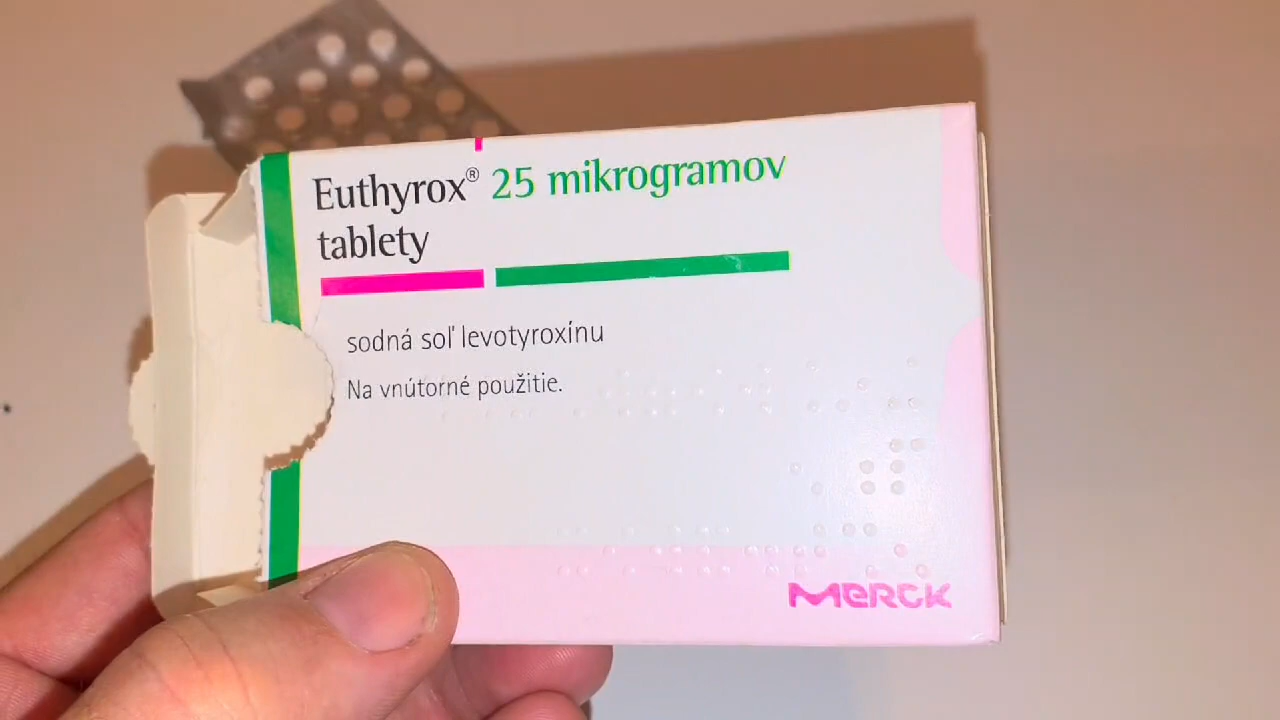 Euthyrox® 25 mikrogramov
tablety
sodná soľ levotyroxínu
Na vnútorné použitie.
MERCK